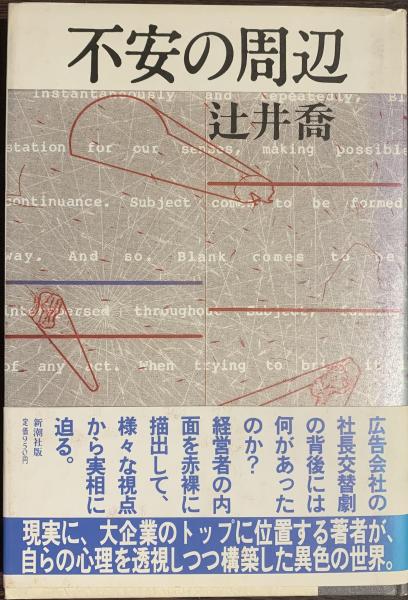 不安の周辺
辻井喬
instantaneously and repeatedly, Bl
station for our senses, making possible
continuance. Subject comes to be formed
way. And so. Blank comes to be
interspersed throughout Subject,
of any act. When trying to bring it
広告会社の
社長交替劇
の背後には
何があった
のか?
経営者の内
面を赤裸に
描出して、
様々な視点
から実相に
迫る。
新潮社版
定価950円
現実に、大企業のトップに位置する著者が、
自らの心理を透視しつつ構築した異色の世界。